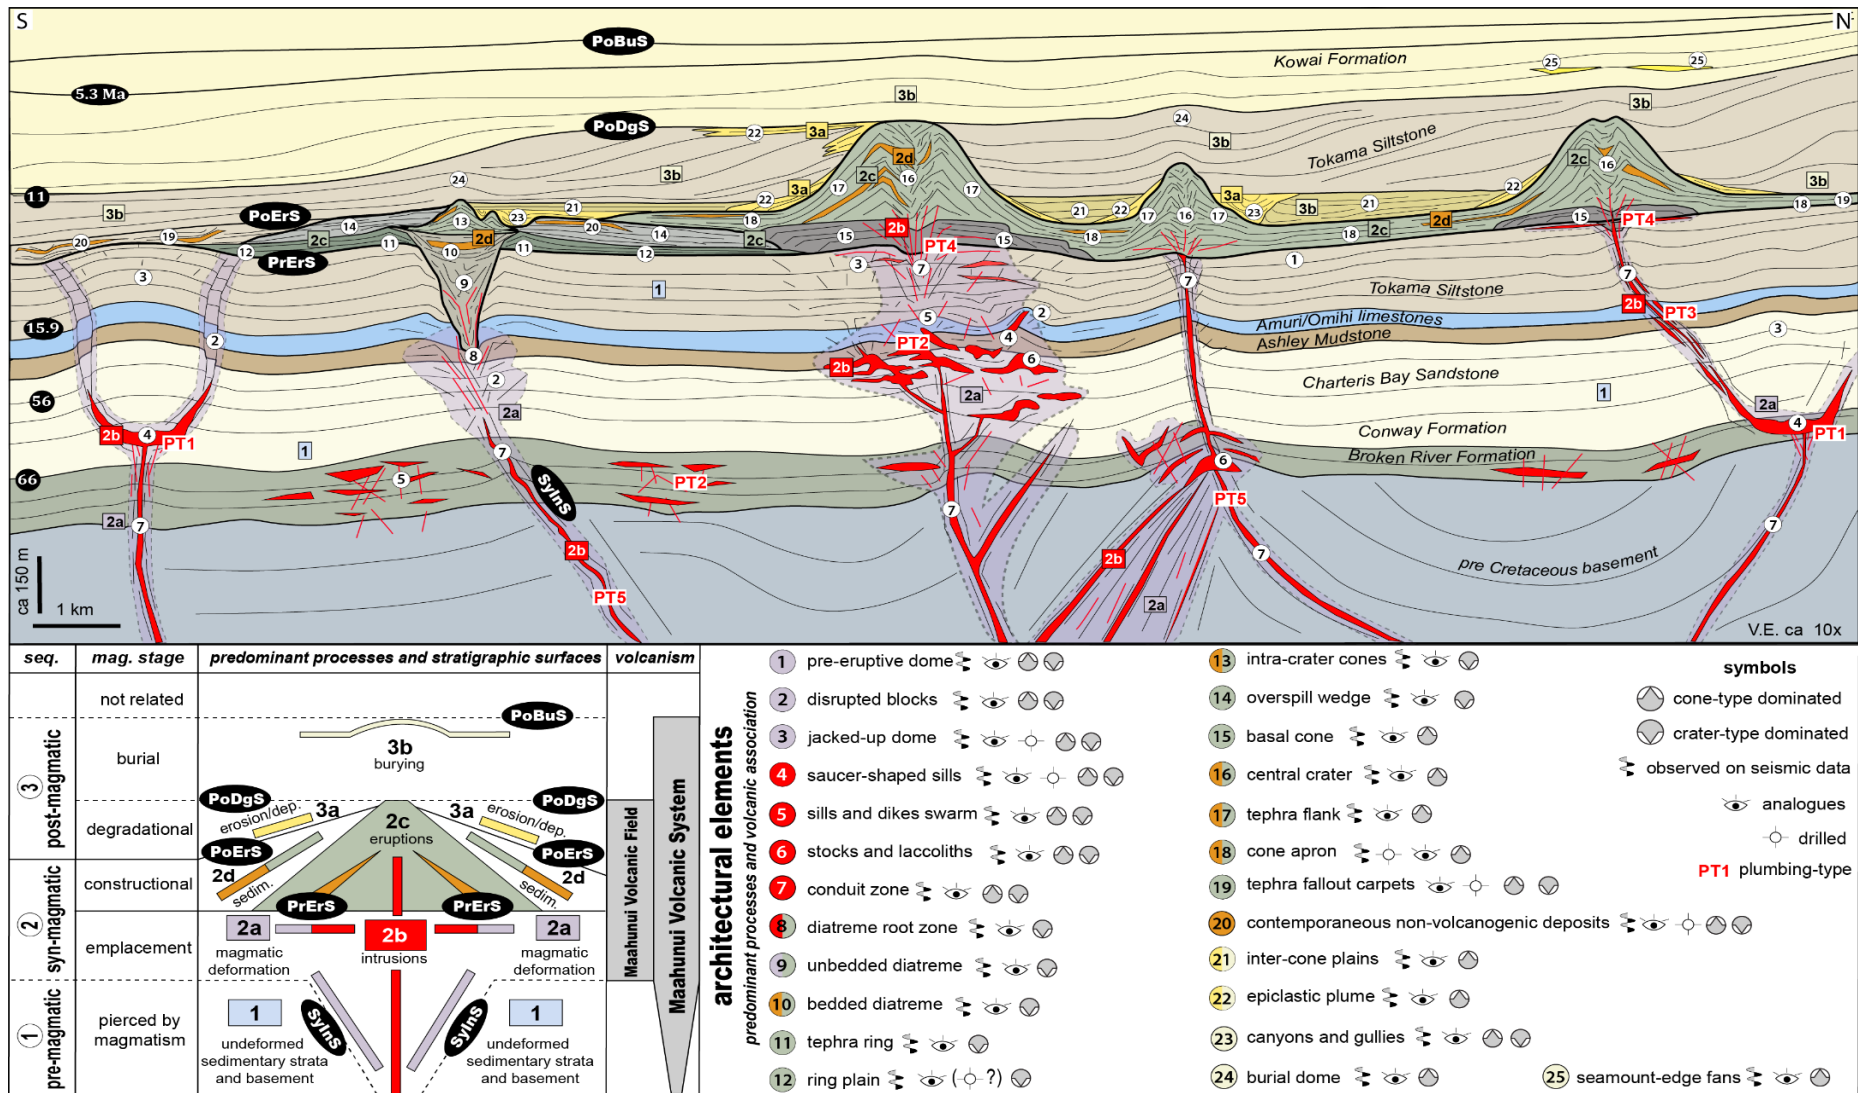 S
N
PoBuS
Kowai Formation
25
25
5.3 Ma
3b
3b
PoDgS
22
3a
24
3b
Tokama Siltstone
2d
2c
16
2c
16
24
3b
17
17
22
3b
11
3b
3a
22
3a
21
18
19
PoErS
14
13
23
21
20
18
21
22
17
16
17
23
3b
21
2d
15
PT4
20
19
2c
11
10
2d
11
14
2c
15
2b
15
18
18
2c
12
PrErS
12
PT4
3
7
1
3
9
1
7
7
Tokama Siltstone
2b
15.9
5
2
Amuri/Omihi limestones
PT3
2
8
PT2
4
Ashley Mudstone
3
2b
6
2
Charteris Bay Sandstone
1
56
2a
2a
2a
2b
4
PT1
1
7
Conway Formation
4
PT1
66
5
PT2
6
Broken River Formation
SyInS
PT5
2a
7
7
7
7
2b
2b
pre Cretaceous basement
PT5
2a
ca 150 m
1 km
V.E. ca 10x
seq.
mag. stage
predominant processes and stratigraphic surfaces
volcanism
not related
PoBuS
burial
3b
burying
3
post-magmatic
PoDgS
PoDgS
degradational
erosion/dep.
3a
3a
erosion/dep.
2c
eruptions
PoErS
PoErS
2d
sedim.
2d
sedim.
constructional
PrErS
PrErS
2
syn-magmatic
2a
2b
2a
emplacement
magmatic
deformation
intrusions
magmatic
deformation
1
pre-magmatic
pierced by
magmatism
1
SyInS
SyInS
1
undeformed
sedimentary strata
and basement
undeformed
sedimentary strata
and basement
Maahunui Volcanic Field
Maahunui Volcanic System
architectural elements
predominant processes and volcanic association
1 pre-eruptive dome
2 disrupted blocks
3 jacked-up dome
4 saucer-shaped sills
5 sills and dikes swarm
6 stocks and laccoliths
7 conduit zone
8 diatreme root zone
9 unbedded diatreme
10 bedded diatreme
11 tephra ring
12 ring plain ( ?)
13 intra-crater cones
14 overspill wedge
15 basal cone
16 central crater
17 tephra flank
18 cone apron
19 tephra fallout carpets
20 contemporaneous non-volcanogenic deposits
21 inter-cone plains
22 epiclastic plume
23 canyons and gullies
24 burial dome
25 seamount-edge fans
symbols
cone-type dominated
crater-type dominated
observed on seismic data
analogues
drilled
PT1 plumbing-type